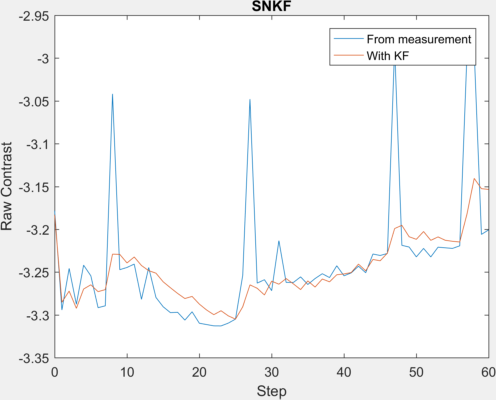 SNKF
-2.95
-3
-3.05
-3.1
-3.15
-3.2
-3.25
-3.3
-3.35
Raw Contrast
From measurement
With KF
0 10 20 30 40 50 60
Step